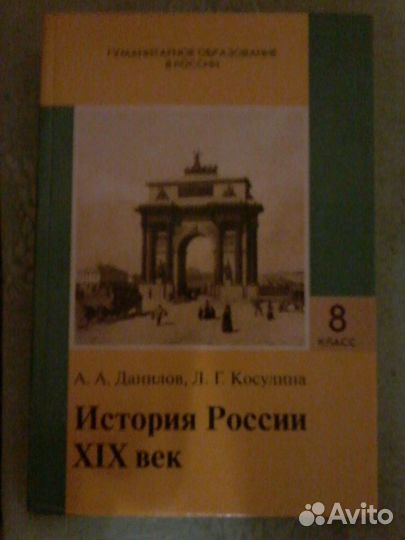 ГУМАНИТАРНОЕ ОБРАЗОВАНИЕ
В РОССИИ
8
КЛАСС
А. А. Данилов, Л. Г. Косулина
История России
XIX век
Avito